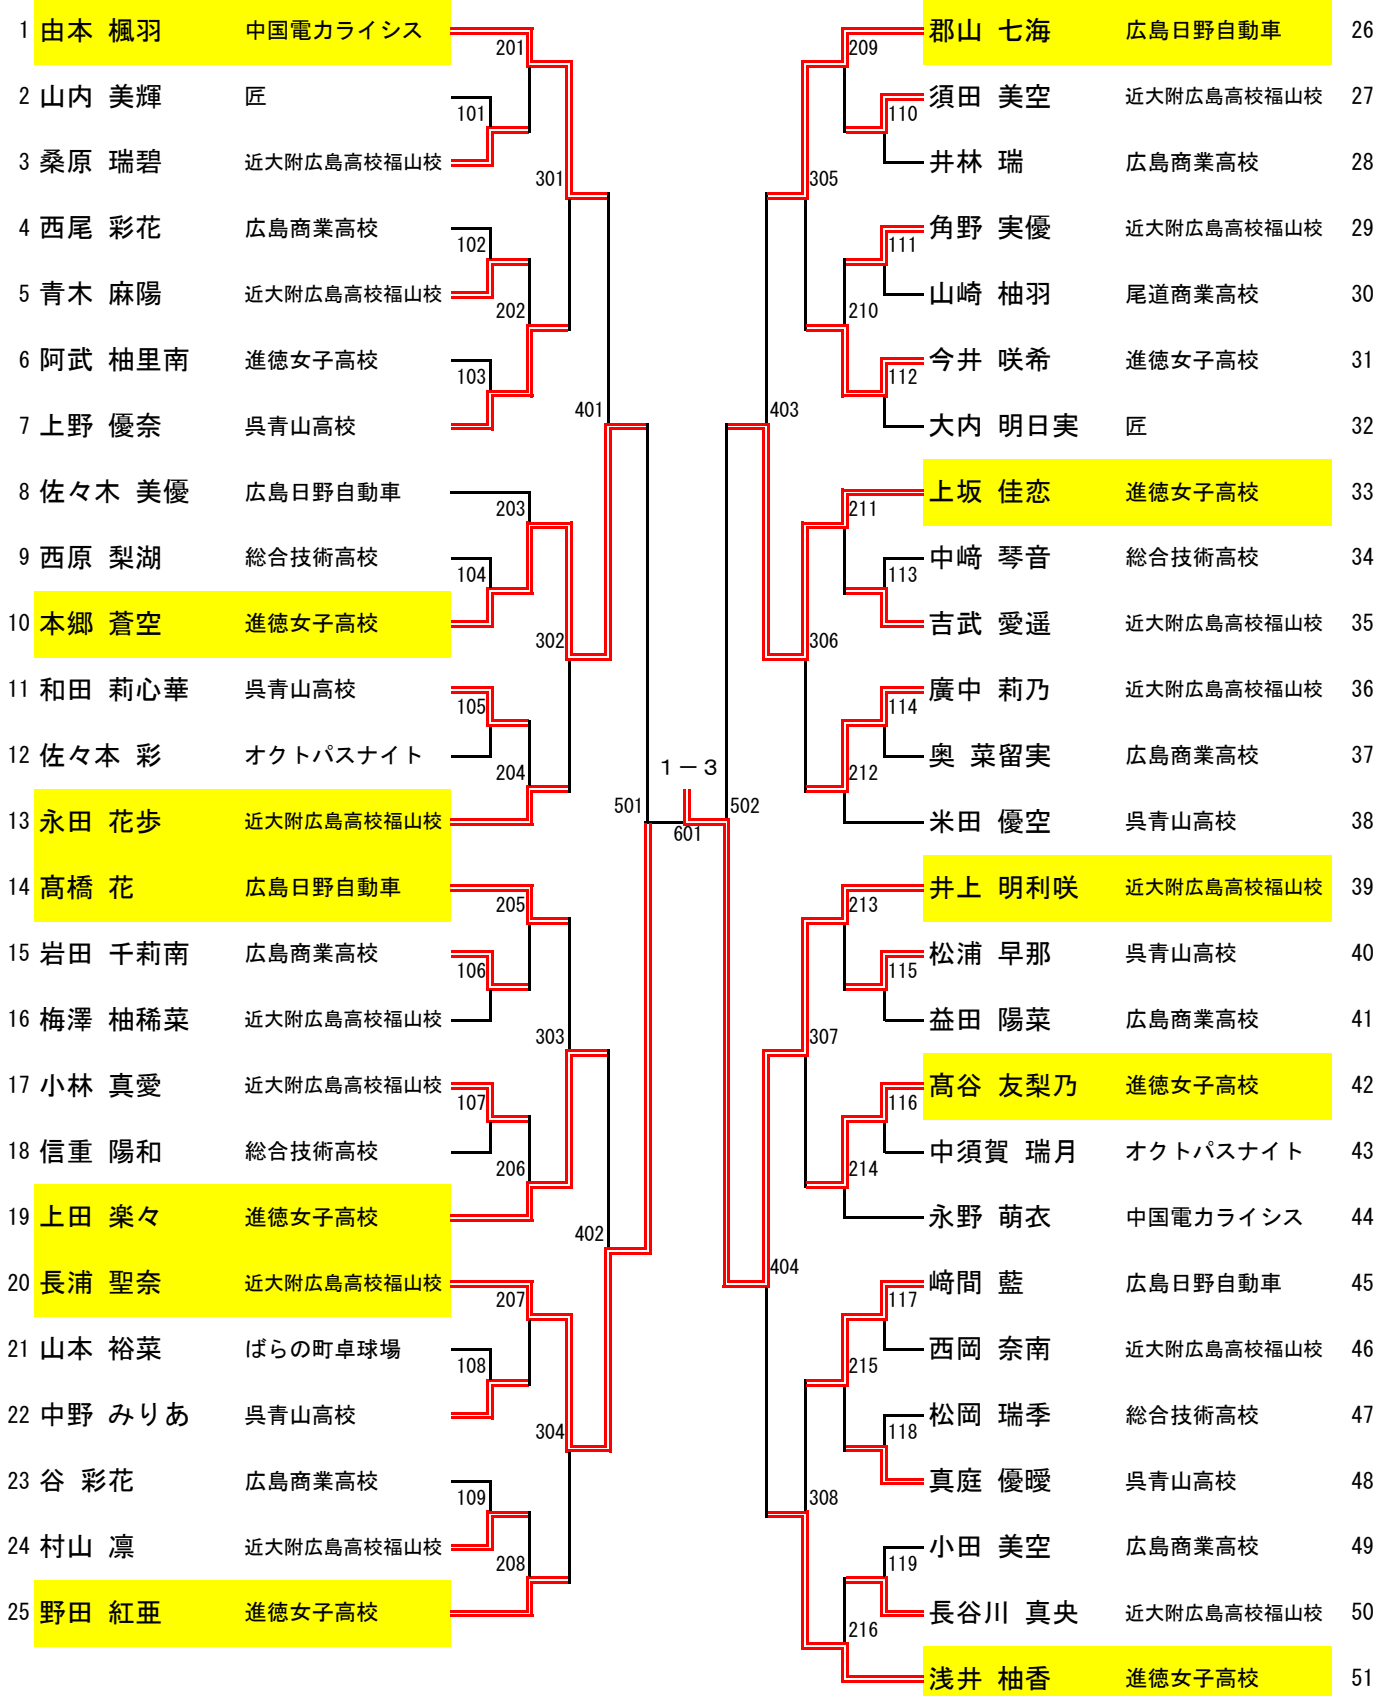 1 由本 楓羽 中国電力ライシス
2 山内 美輝 匠
3 桑原 瑞碧 近大附広島高校福山校
4 西尾 彩花 広島商業高校
5 青木 麻陽 近大附広島高校福山校
6 阿武 柚里南 進徳女子高校
7 上野 優奈 呉青山高校
8 佐々木 美優 広島日野自動車
9 西原 梨湖 総合技術高校
10 本郷 蒼空 進徳女子高校
11 和田 莉心華 呉青山高校
12 佐々本 彩 オクトパスナイト
13 永田 花歩 近大附広島高校福山校
14 髙橋 花 広島日野自動車
15 岩田 千莉南 広島商業高校
16 梅澤 柚稀菜 近大附広島高校福山校
17 小林 真愛 近大附広島高校福山校
18 信重 陽和 総合技術高校
19 上田 楽々 進徳女子高校
20 長浦 聖奈 近大附広島高校福山校
21 山本 裕菜 ばらの町卓球場
22 中野 みりあ 呉青山高校
23 谷 彩花 広島商業高校
24 村山 凛 近大附広島高校福山校
25 野田 紅亜 進徳女子高校
101
102
103
104
105
106
107
108
109
201
202
203
204
205
206
207
208
301
302
303
304
401
402
501
1－3
601
502
403
404
305
306
307
308
209
210
211
212
213
214
215
216
110
111
112
113
114
115
116
117
118
119
郡山 七海 広島日野自動車 26
須田 美空 近大附広島高校福山校 27
井林 瑞 広島商業高校 28
角野 実優 近大附広島高校福山校 29
山崎 柚羽 尾道商業高校 30
今井 咲希 進徳女子高校 31
大内 明日実 匠 32
上坂 佳恋 進徳女子高校 33
中﨑 琴音 総合技術高校 34
吉武 愛遥 近大附広島高校福山校 35
廣中 莉乃 近大附広島高校福山校 36
奥 菜留実 広島商業高校 37
米田 優空 呉青山高校 38
井上 明利咲 近大附広島高校福山校 39
松浦 早那 呉青山高校 40
益田 陽菜 広島商業高校 41
髙谷 友梨乃 進徳女子高校 42
中須賀 瑞月 オクトパスナイト 43
永野 萌衣 中国電力ライシス 44
﨑間 藍 広島日野自動車 45
西岡 奈南 近大附広島高校福山校 46
松岡 瑞季 総合技術高校 47
真庭 優曖 呉青山高校 48
小田 美空 広島商業高校 49
長谷川 真央 近大附広島高校福山校 50
浅井 柚香 進徳女子高校 51